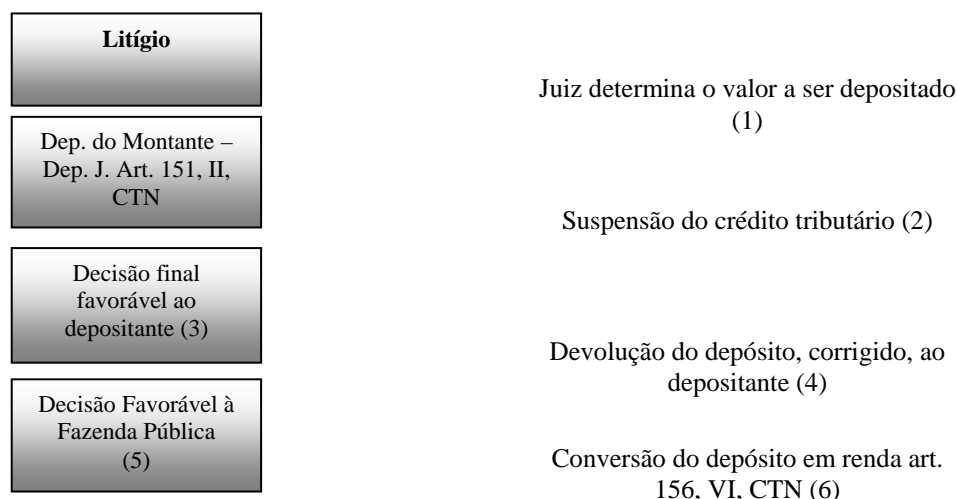 Litígio
Juiz determina o valor a ser depositado
(1)
Dep. do Montante –
Dep. J. Art. 151, II,
CTN
Suspensão do crédito tributário (2)
Decisão final
favorável ao
depositante (3)
Devolução do depósito, corrigido, ao
depositante (4)
Decisão Favorável à
Fazenda Pública
(5)
Conversão do depósito em renda art.
156, VI, CTN (6)